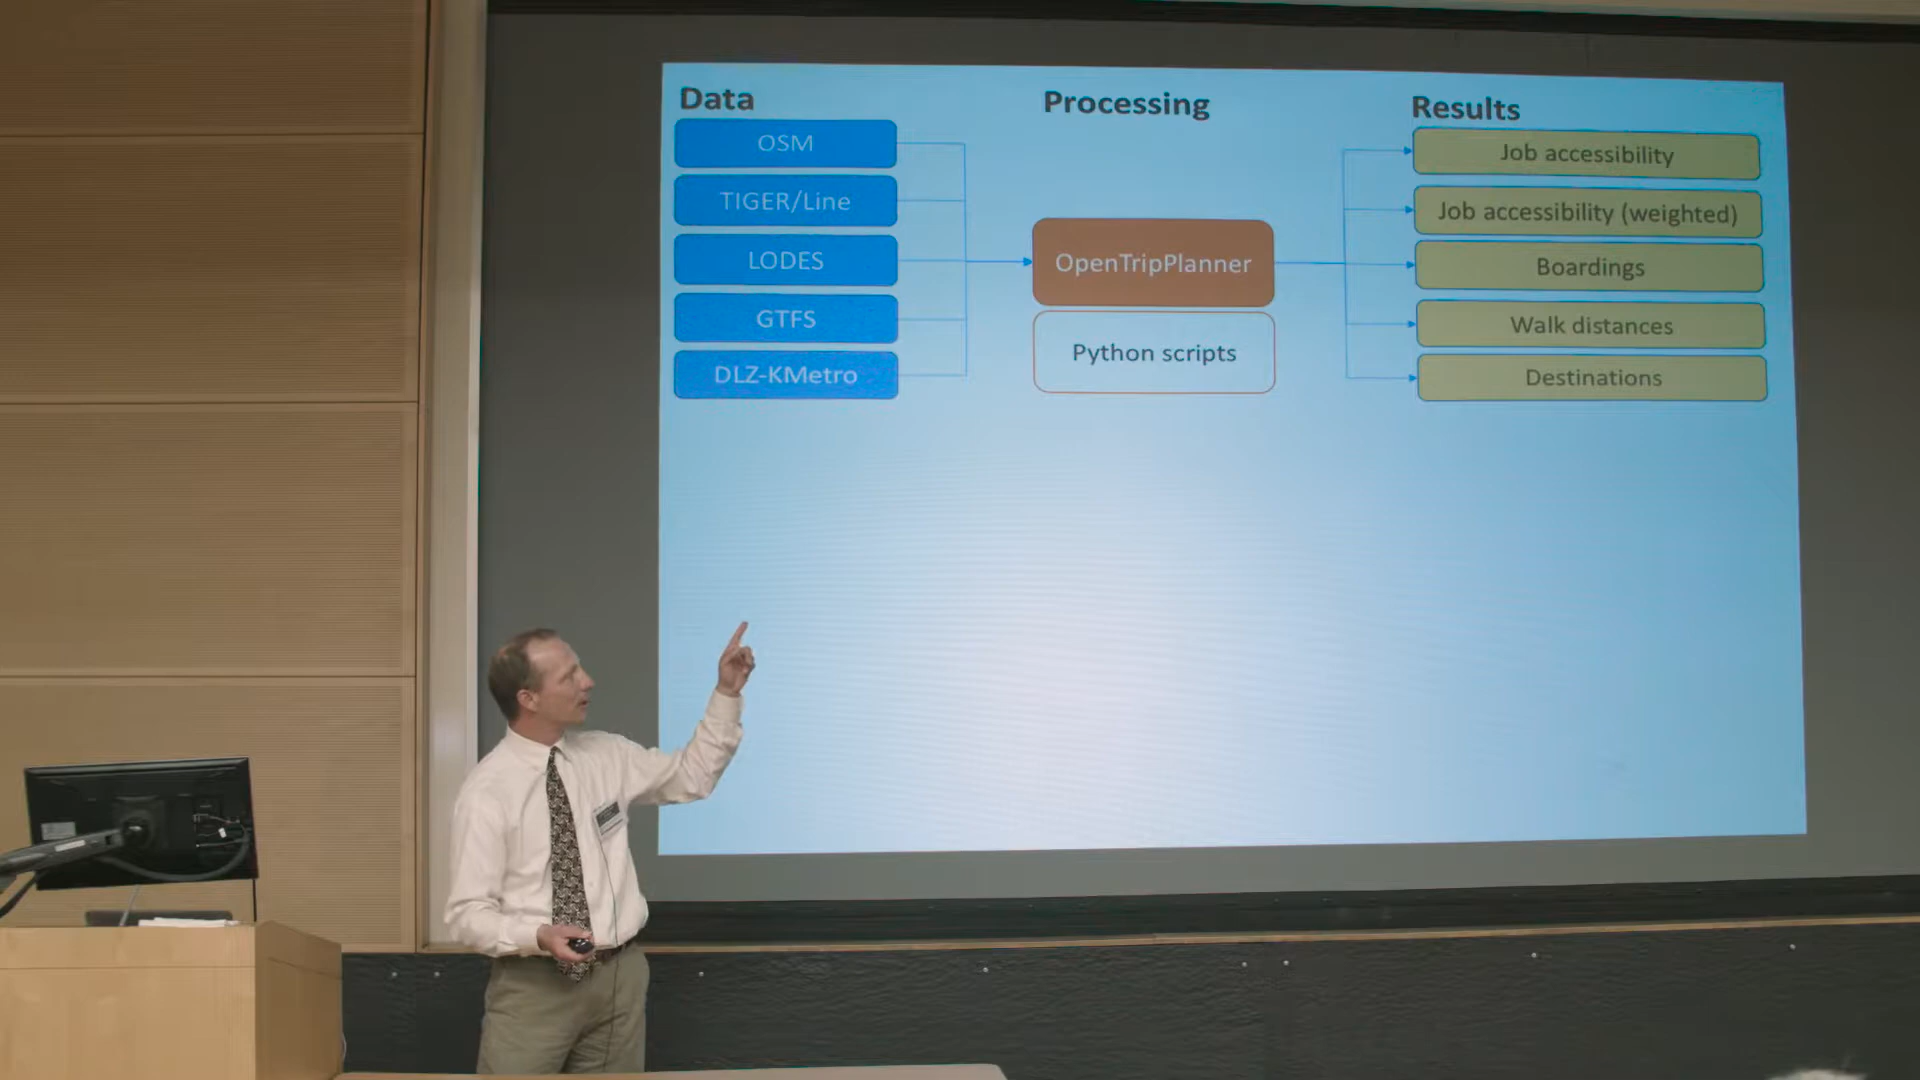 Data
OSM
TIGER/Line
LODES
GTFS
DLZ-KMetro
Processing
OpenTripPlanner
Python scripts
Results
Job accessibility
Job accessibility (weighted)
Boardings
Walk distances
Destinations